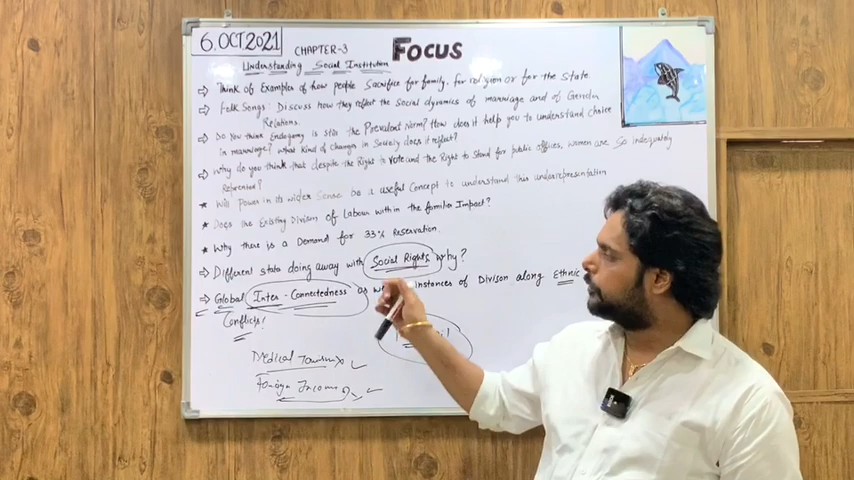 6.OCT.2021
CHAPTER-3 FOCUS
Understanding Social Institution
⇒ Think of Examples of how people Sacrifice for family, for religion or for the state
⇒ Folk Songs: Discuss how they reflect the social dynamics of marriage and of Gender
Relations.
⇒ Do You think Endogamy is still the Prevalent Norm? How does it help you to understand choice
in marriage? What kind of changes in Society does it reflect?
⇒ Why do you think that despite the Right to vote and the Right to Stand for public offices, women are so indequately
★ Will power in its wider Sense be a useful Concept to understand this underrepresentation
★ Does the Existing Divison of Labour within the families Impact?
★ Why there is a Demand for 33% Reservation.
⇒ Different state doing away with Social Rights why?
⇒ Global Inter-Connectedness as Instances of Divison along Ethnic
Conflicts!
Medical Tourism
Foreign Income